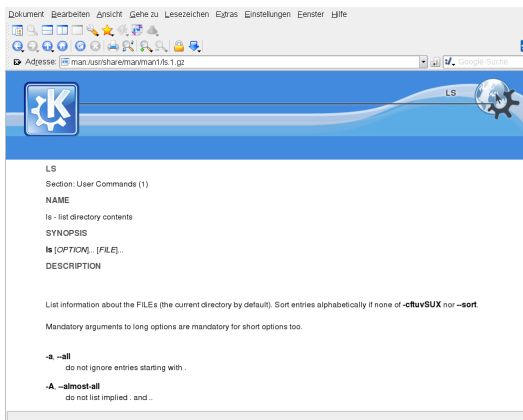 Dokument Bearbeiten Ansicht Gehe zu Lesezeichen Extras Einstellungen Fenster Hilfe
Adresse: man:/usr/share/man/man1/ls.1.gz Google-Suche
LS
LS
Section: User Commands (1)
NAME
ls - list directory contents
SYNOPSIS
ls [OPTION]... [FILE]...
DESCRIPTION
List information about the FILEs (the current directory by default). Sort entries alphabetically if none of -cftuvSUX nor --sort.
Mandatory arguments to long options are mandatory for short options too.
-a, --all
do not ignore entries starting with .
-A, --almost-all
do not list implied . and ..